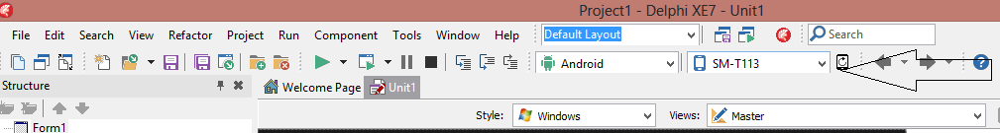 Project1 - Delphi XE7 - Unit1
File Edit Search View Refactor Project Run Component Tools Window Help Default Layout Search
Android SM-T113
Structure Welcome Page Unit1
Style: Windows Views: Master
Form1